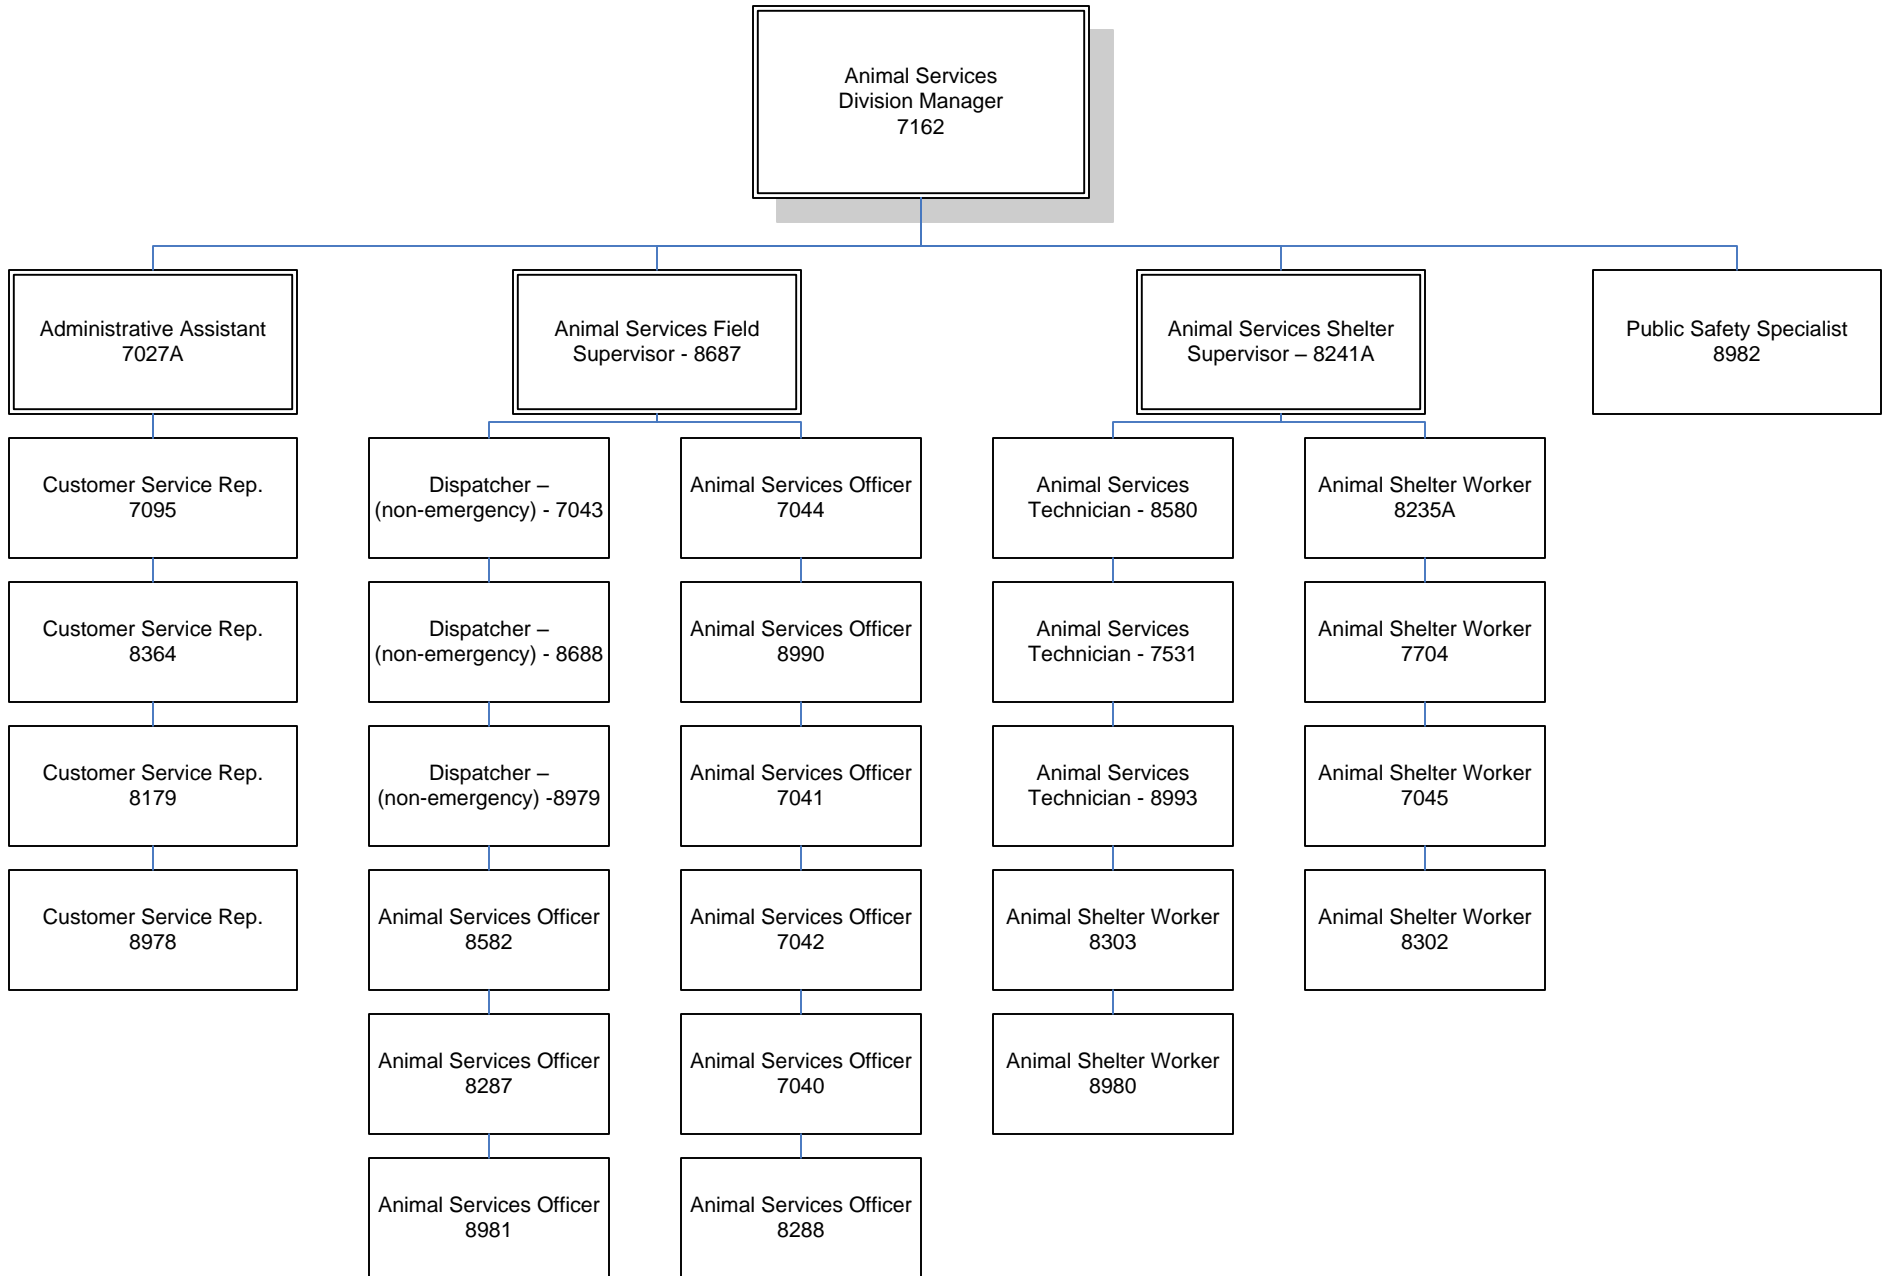 Animal Services
Division Manager
7162
Administrative Assistant
7027A
Animal Services Field
Supervisor - 8687
Animal Services Shelter
Supervisor – 8241A
Public Safety Specialist
8982
Customer Service Rep.
7095
Dispatcher –
(non-emergency) - 7043
Animal Services Officer
7044
Animal Services
Technician - 8580
Animal Shelter Worker
8235A
Customer Service Rep.
8364
Dispatcher –
(non-emergency) - 8688
Animal Services Officer
8990
Animal Services
Technician - 7531
Animal Shelter Worker
7704
Customer Service Rep.
8179
Dispatcher –
(non-emergency) -8979
Animal Services Officer
7041
Animal Services
Technician - 8993
Animal Shelter Worker
7045
Customer Service Rep.
8978
Animal Services Officer
8582
Animal Services Officer
7042
Animal Shelter Worker
8303
Animal Shelter Worker
8302
Animal Services Officer
8287
Animal Services Officer
7040
Animal Shelter Worker
8980
Animal Services Officer
8981
Animal Services Officer
8288